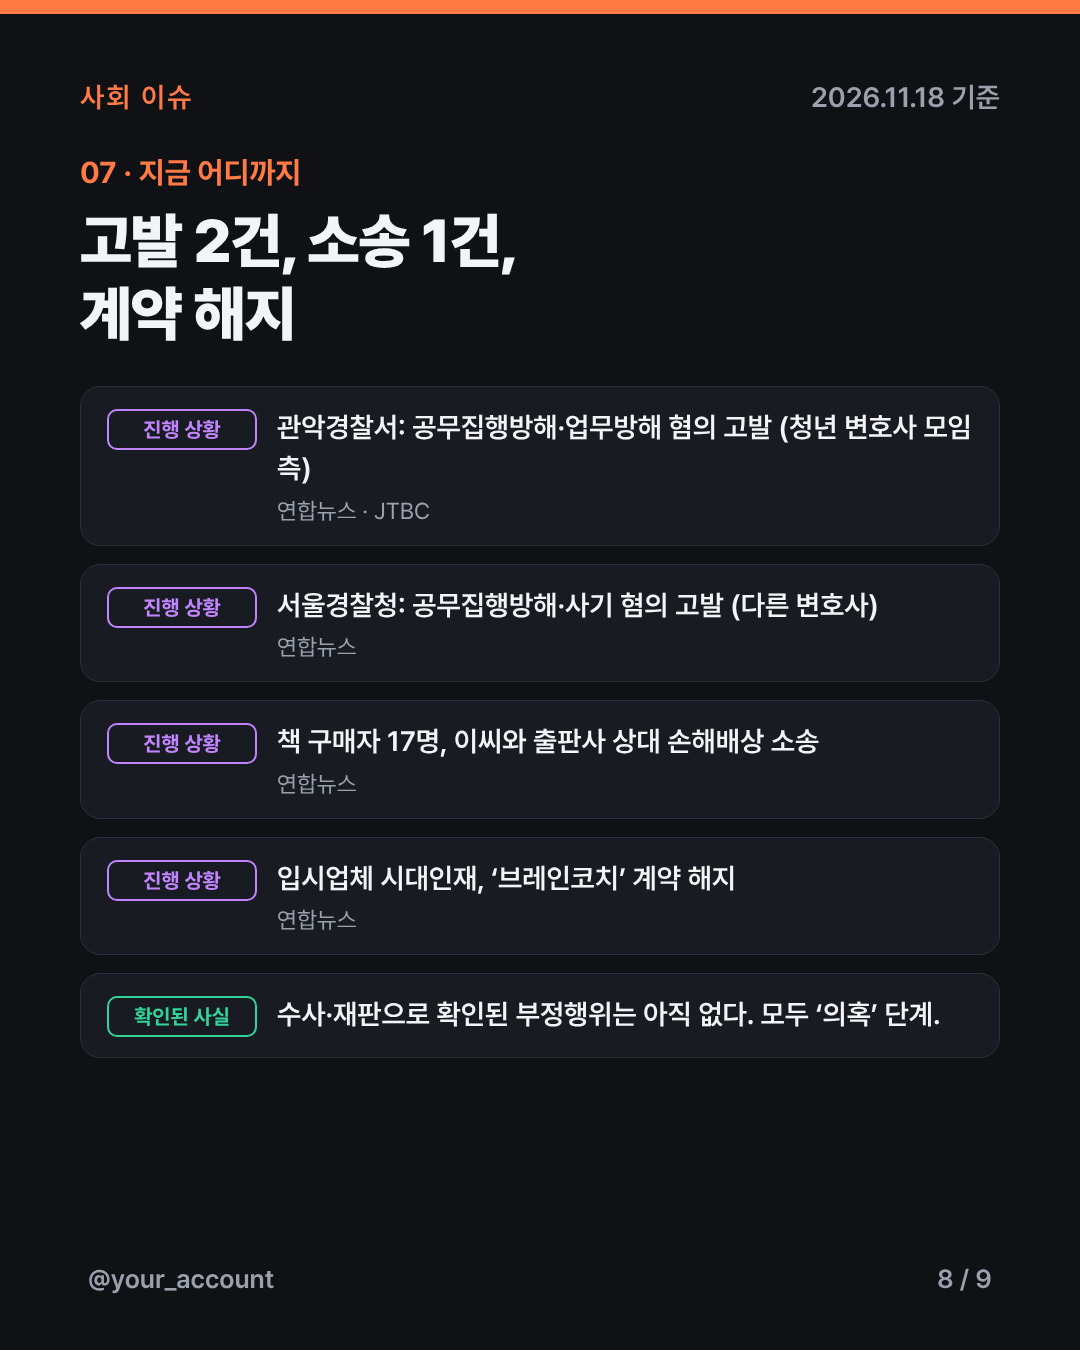 사회 이슈
2026.11.18 기준
07 · 지금 어디까지
고발 2건, 소송 1건,
계약 해지
진행 상황
관악경찰서: 공무집행방해·업무방해 혐의 고발 (청년 변호사 모임
측)
연합뉴스 · JTBC
진행 상황
서울경찰청: 공무집행방해·사기 혐의 고발 (다른 변호사)
연합뉴스
진행 상황
책 구매자 17명, 이씨와 출판사 상대 손해배상 소송
연합뉴스
진행 상황
입시업체 시대인재, ‘브레인코치’ 계약 해지
연합뉴스
확인된 사실
수사·재판으로 확인된 부정행위는 아직 없다. 모두 ‘의혹’ 단계.
@your_account
8 / 9